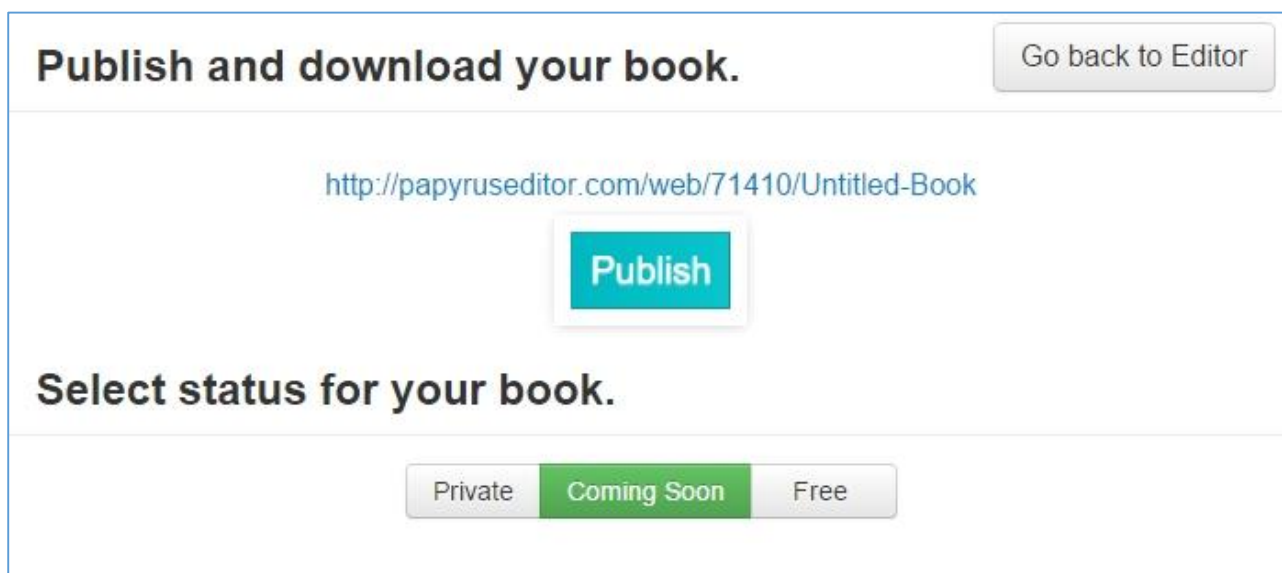 Publish and download your book.
Go back to Editor
http://papyruseditor.com/web/71410/Untitled-Book
Publish
Select status for your book.
Private
Coming Soon
Free